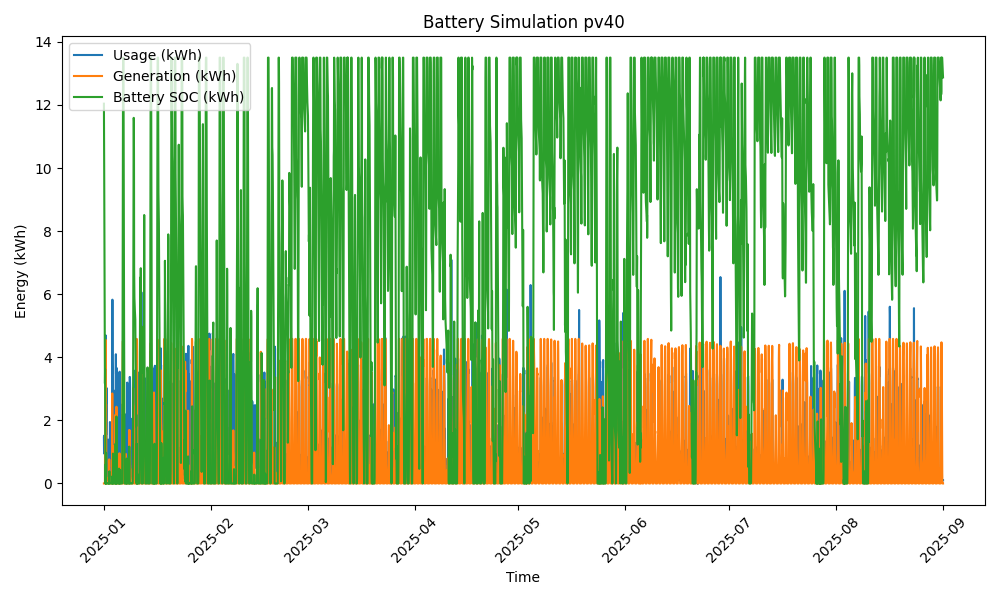 Battery Simulation pv40
Usage (kWh)
Generation (kWh)
Battery SOC (kWh)
Energy (kWh)
14
12
10
8
6
4
2
0
2025-01
2025-02
2025-03
2025-04
2025-05
2025-06
2025-07
2025-08
2025-09
Time